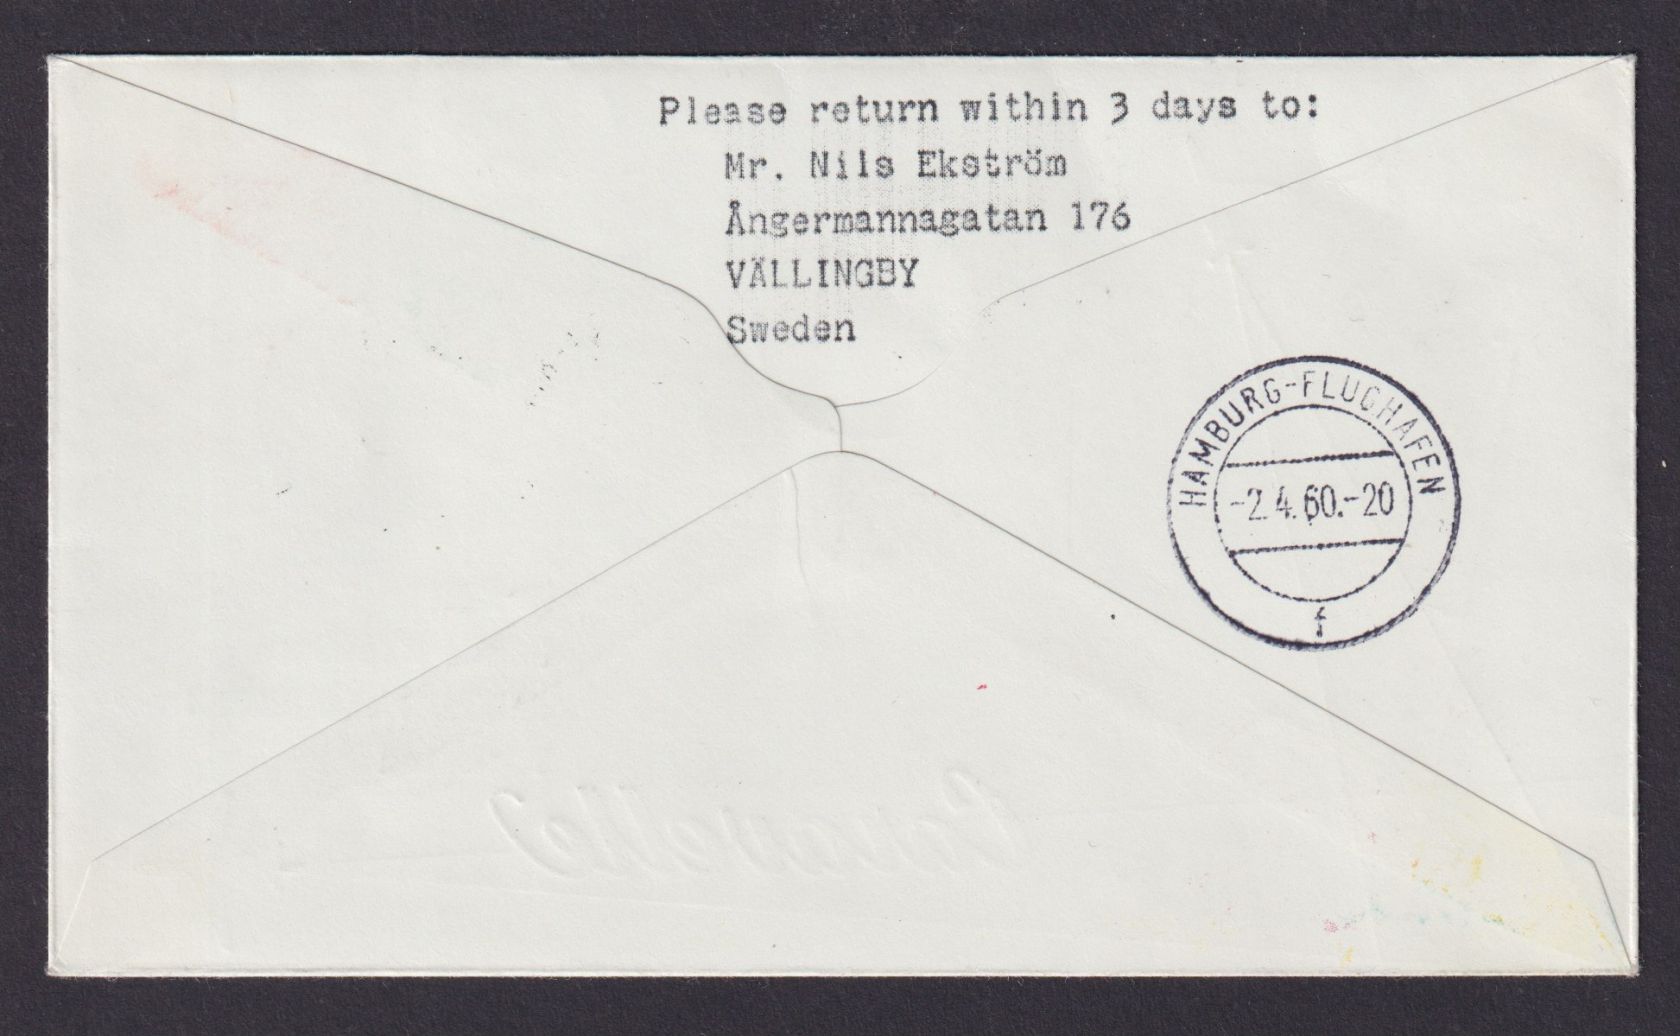 Please return within 3 days to:
Mr. Nils Ekström
Ångermannagatan 176
VÄLLINGBY
Sweden
HAMBURG-FLUGHAFEN
-2.4.60.-20
f
Caravelle